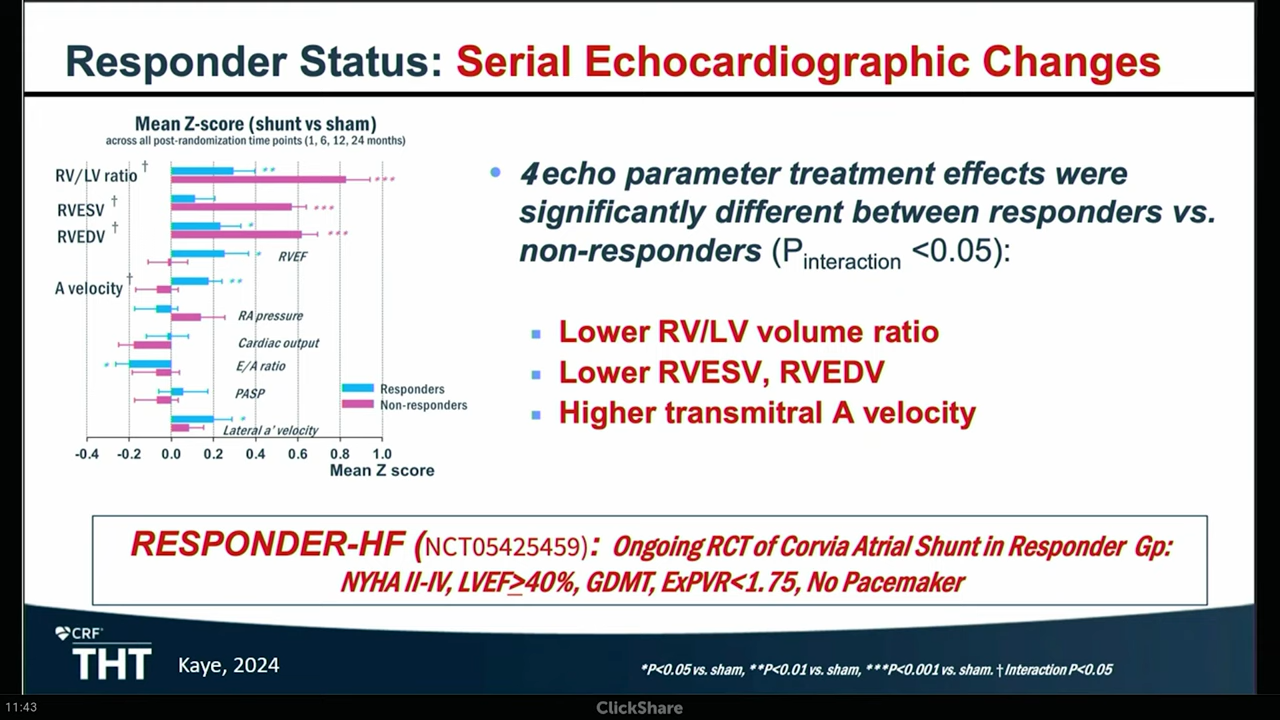 Responder Status: Serial Echocardiographic Changes
Mean Z-score (shunt vs sham)
across all post-randomization time points (1, 6, 12, 24 months)
RV/LV ratio †
**
***
RVESV †
***
RVEDV †
*
***
* RVEF
A velocity †
**
RA pressure
Cardiac output
* E/A ratio
PASP
*
Lateral a' velocity
Responders
Non-responders
-0.4 -0.2 0.0 0.2 0.4 0.6 0.8 1.0
Mean Z score
• 4 echo parameter treatment effects were
significantly different between responders vs.
non-responders (Pinteraction <0.05):
▪ Lower RV/LV volume ratio
▪ Lower RVESV, RVEDV
▪ Higher transmitral A velocity
RESPONDER-HF (NCT05425459): Ongoing RCT of Corvia Atrial Shunt in Responder Gp:
NYHA II-IV, LVEF≥40%, GDMT, ExPVR<1.75, No Pacemaker
CRF®
THT
Kaye, 2024
*P<0.05 vs. sham, **P<0.01 vs sham, ***P<0.001 vs sham. † Interaction P<0.05
11:43
ClickShare